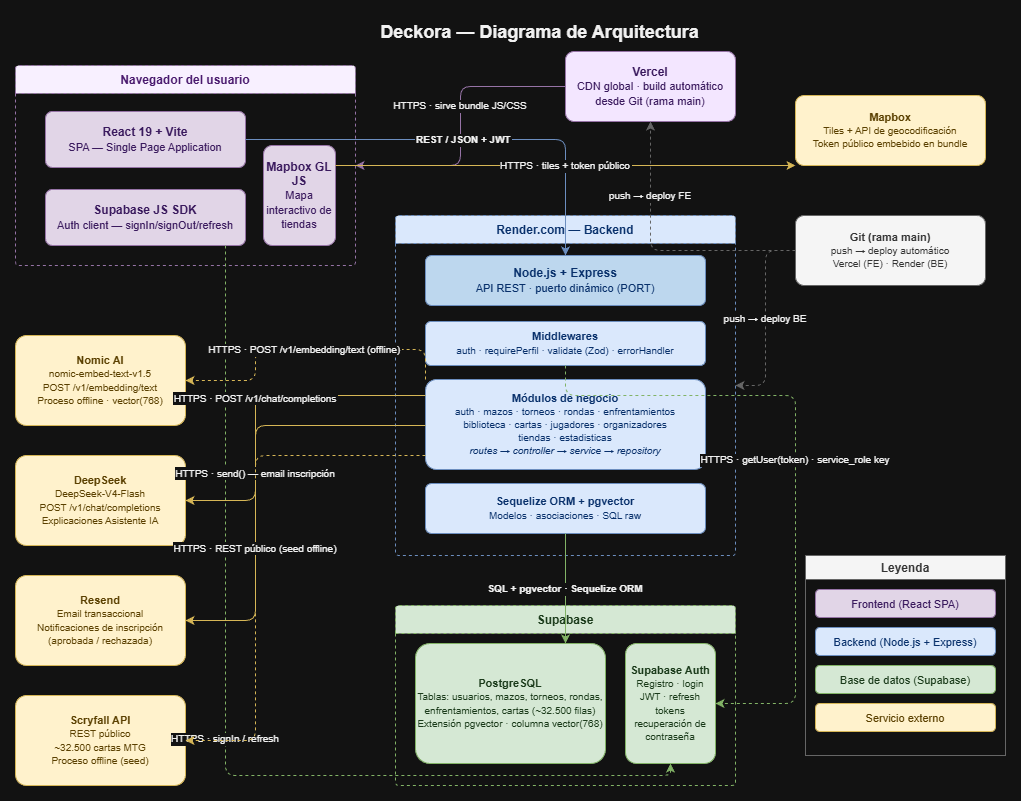 Deckora — Diagrama de Arquitectura
Navegador del usuario
React 19 + Vite
SPA — Single Page Application
Supabase JS SDK
Auth client — signIn/signOut/refresh
Mapbox GL
JS
Mapa
interactivo de
tiendas
Vercel
CDN global · build automático
desde Git (rama main)
Mapbox
Tiles + API de geocodificación
Token público embebido en bundle
HTTPS · sirve bundle JS/CSS
REST / JSON + JWT
HTTPS · tiles + token público
push → deploy FE
Git (rama main)
push → deploy automático
Vercel (FE) · Render (BE)
push → deploy BE
Render.com — Backend
Node.js + Express
API REST · puerto dinámico (PORT)
Middlewares
auth · requirePerfil · validate (Zod) · errorHandler
Módulos de negocio
auth · mazos · torneos · rondas · enfrentamientos
biblioteca · cartas · jugadores · organizadores
tiendas · estadisticas
routes → controller → service → repository
Sequelize ORM + pgvector
Modelos · asociaciones · SQL raw
HTTPS · POST /v1/embedding/text (offline)
HTTPS · POST /v1/chat/completions
HTTPS · send() — email inscripción
HTTPS · REST público (seed offline)
HTTPS · getUser(token) · service_role key
HTTPS · signIn / refresh
SQL + pgvector · Sequelize ORM
Nomic AI
nomic-embed-text-v1.5
POST /v1/embedding/text
Proceso offline · vector(768)
DeepSeek
DeepSeek-V4-Flash
POST /v1/chat/completions
Explicaciones Asistente IA
Resend
Email transaccional
Notificaciones de inscripción
(aprobada / rechazada)
Scryfall API
REST público
~32.500 cartas MTG
Proceso offline (seed)
Supabase
PostgreSQL
Tablas: usuarios, mazos, torneos, rondas,
enfrentamientos, cartas (~32.500 filas)
Extensión pgvector · columna vector(768)
Supabase Auth
Registro · login
JWT · refresh
tokens
recuperación de
contraseña
Leyenda
Frontend (React SPA)
Backend (Node.js + Express)
Base de datos (Supabase)
Servicio externo